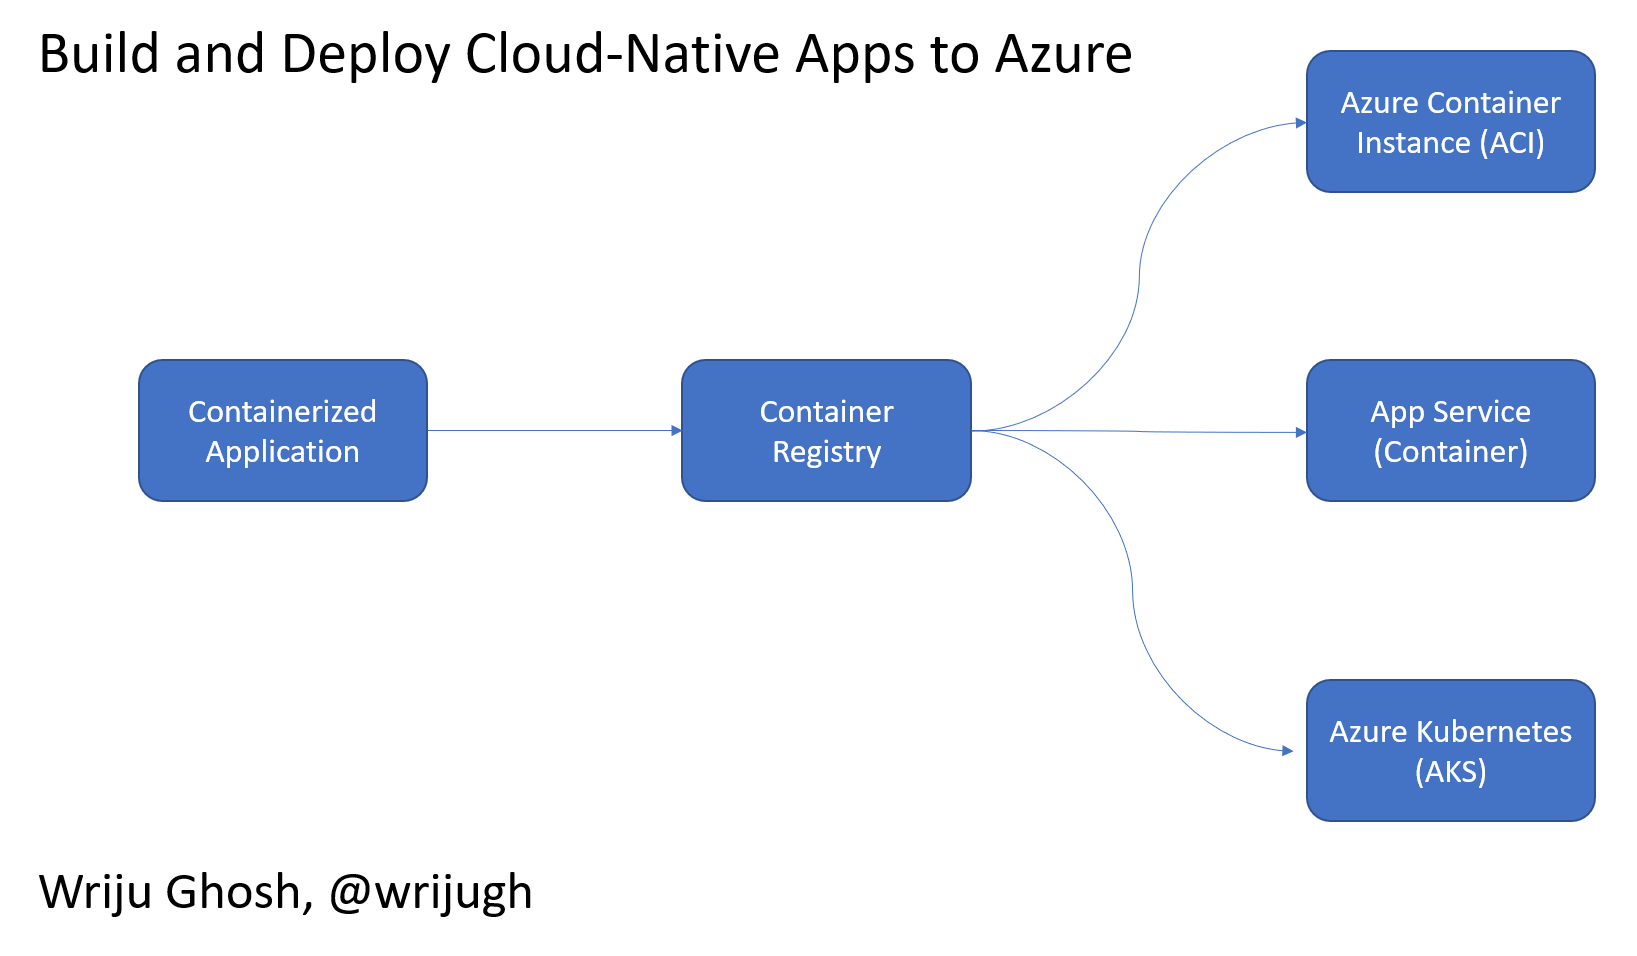 Build and Deploy Cloud-Native Apps to Azure
Azure Container
Instance (ACI)
Containerized
Application
Container
Registry
App Service
(Container)
Azure Kubernetes
(AKS)
Wriju Ghosh, @wrijugh